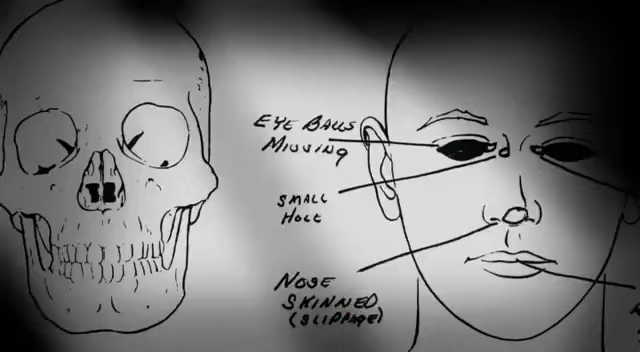 EYE BALLS
MISSING
SMALL
HOLE
NOSE
SKINNED
(SLIPPAGE)